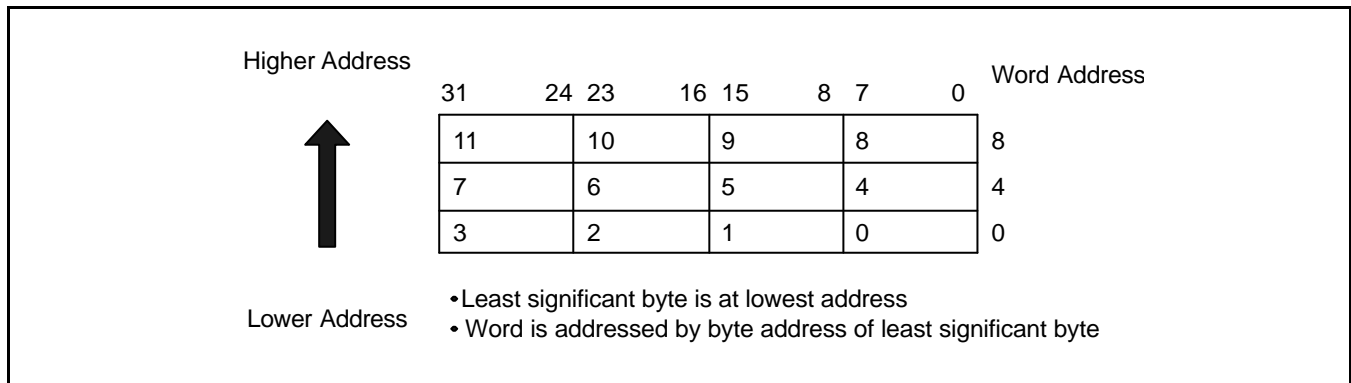 Higher Address
Word Address
31 24 23 16 15 8 7 0
11 10 9 8 8
7 6 5 4 4
3 2 1 0 0
Lower Address
•Least significant byte is at lowest address
• Word is addressed by byte address of least significant byte